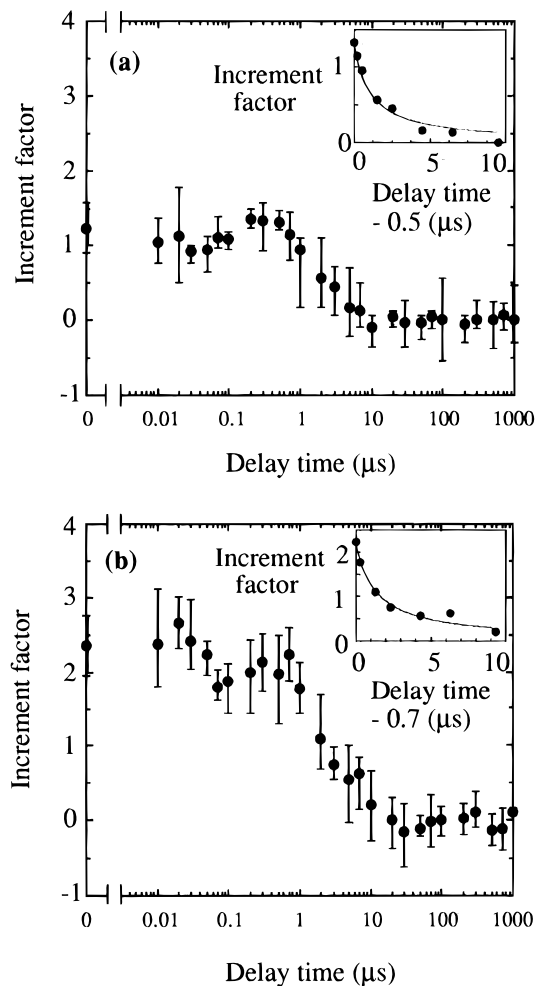 4
(a)
Increment
factor
1
0
0
5
10
Delay time
- 0.5 (μs)
3
2
1
0
-1
Increment factor
0
0.01
0.1
1
10
100
1000
Delay time (μs)
4
(b)
Increment
factor
2
1
0
0
5
10
Delay time
- 0.7 (μs)
3
2
1
0
-1
Increment factor
0
0.01
0.1
1
10
100
1000
Delay time (μs)